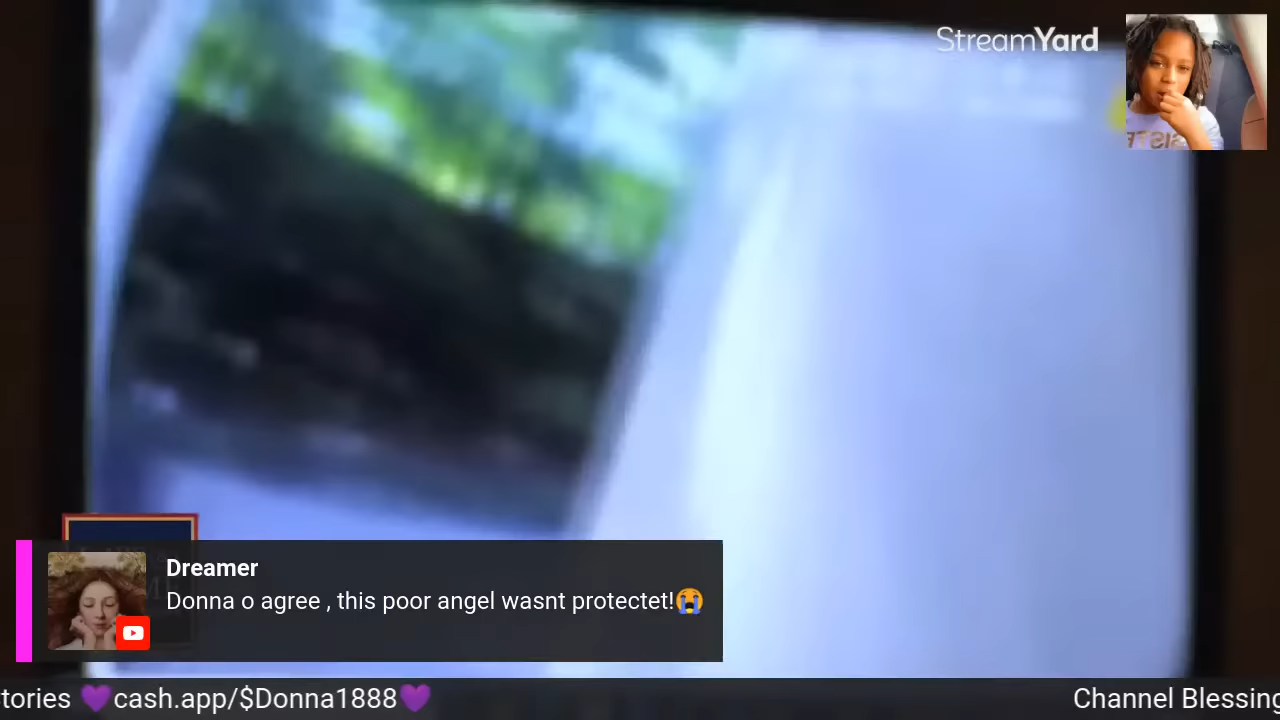 StreamYard
Dreamer
Donna o agree , this poor angel wasnt protectet!😭
tories 💜cash.app/$Donna1888💜
Channel Blessing